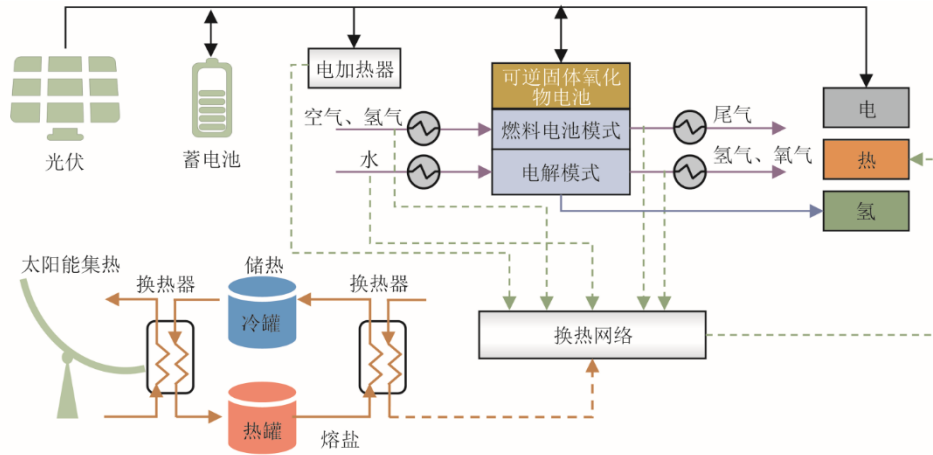 光伏
蓄电池
电加热器
可逆固体氧化
物电池
空气、氢气
燃料电池模式
尾气
水
电解模式
氢气、氧气
电
热
氢
太阳能集热
换热器
储热
换热器
冷罐
换热网络
热罐
熔盐